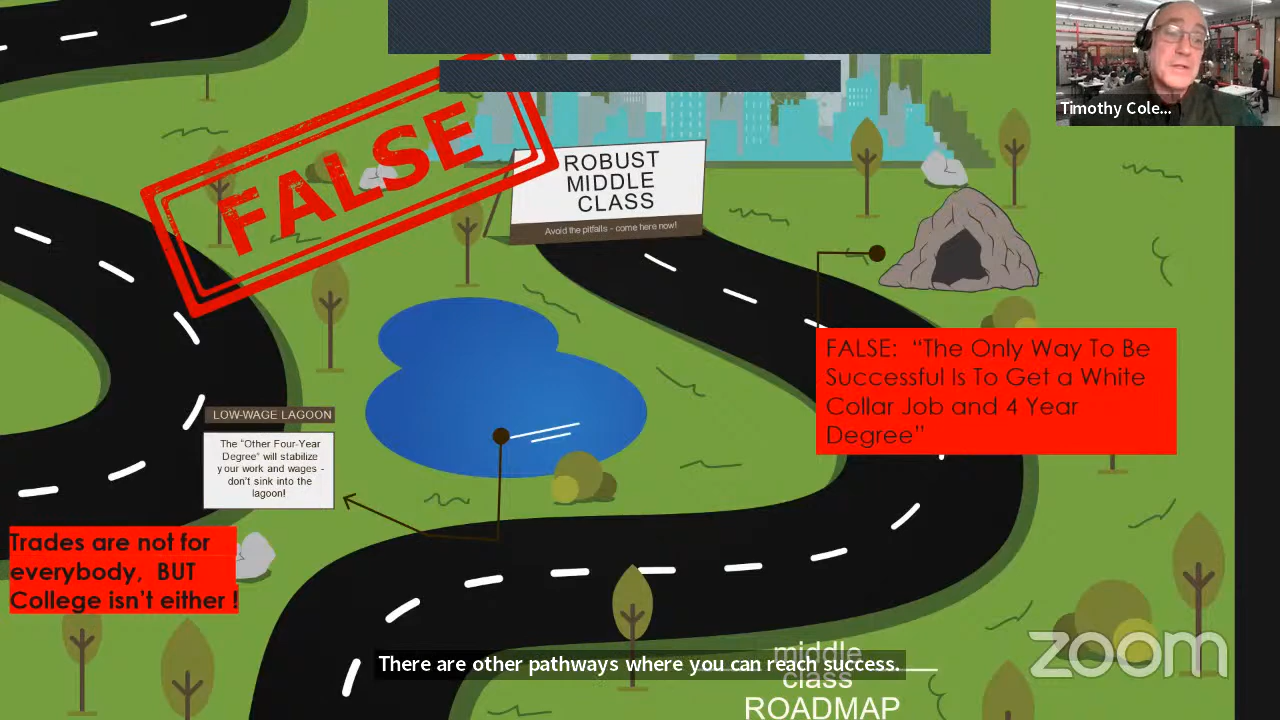 Timothy Cole...
FALSE
ROBUST
MIDDLE
CLASS
Avoid the pitfalls - come here now!
FALSE: “The Only Way To Be
Successful Is To Get a White
Collar Job and 4 Year
Degree”
LOW-WAGE LAGOON
The "Other Four-Year
Degree" will stabilize
your work and wages -
don't sink into the
lagoon!
Trades are not for
everybody, BUT
College isn't either !
There are other pathways where you can reach success.
middle
class
ROADMAP
zoom